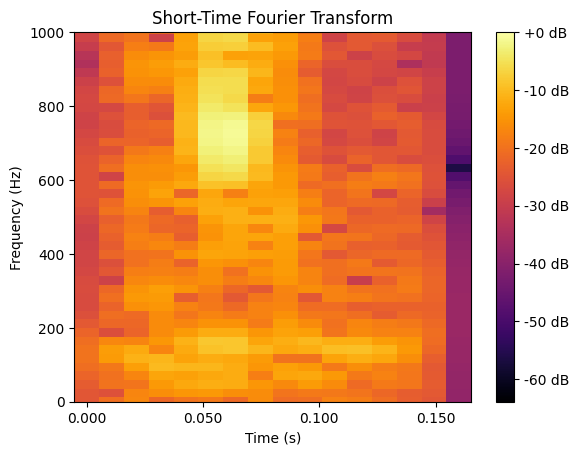 Short-Time Fourier Transform
1000
800
600
400
200
0
Frequency (Hz)
0.000
0.050
0.100
0.150
Time (s)
+0 dB
-10 dB
-20 dB
-30 dB
-40 dB
-50 dB
-60 dB